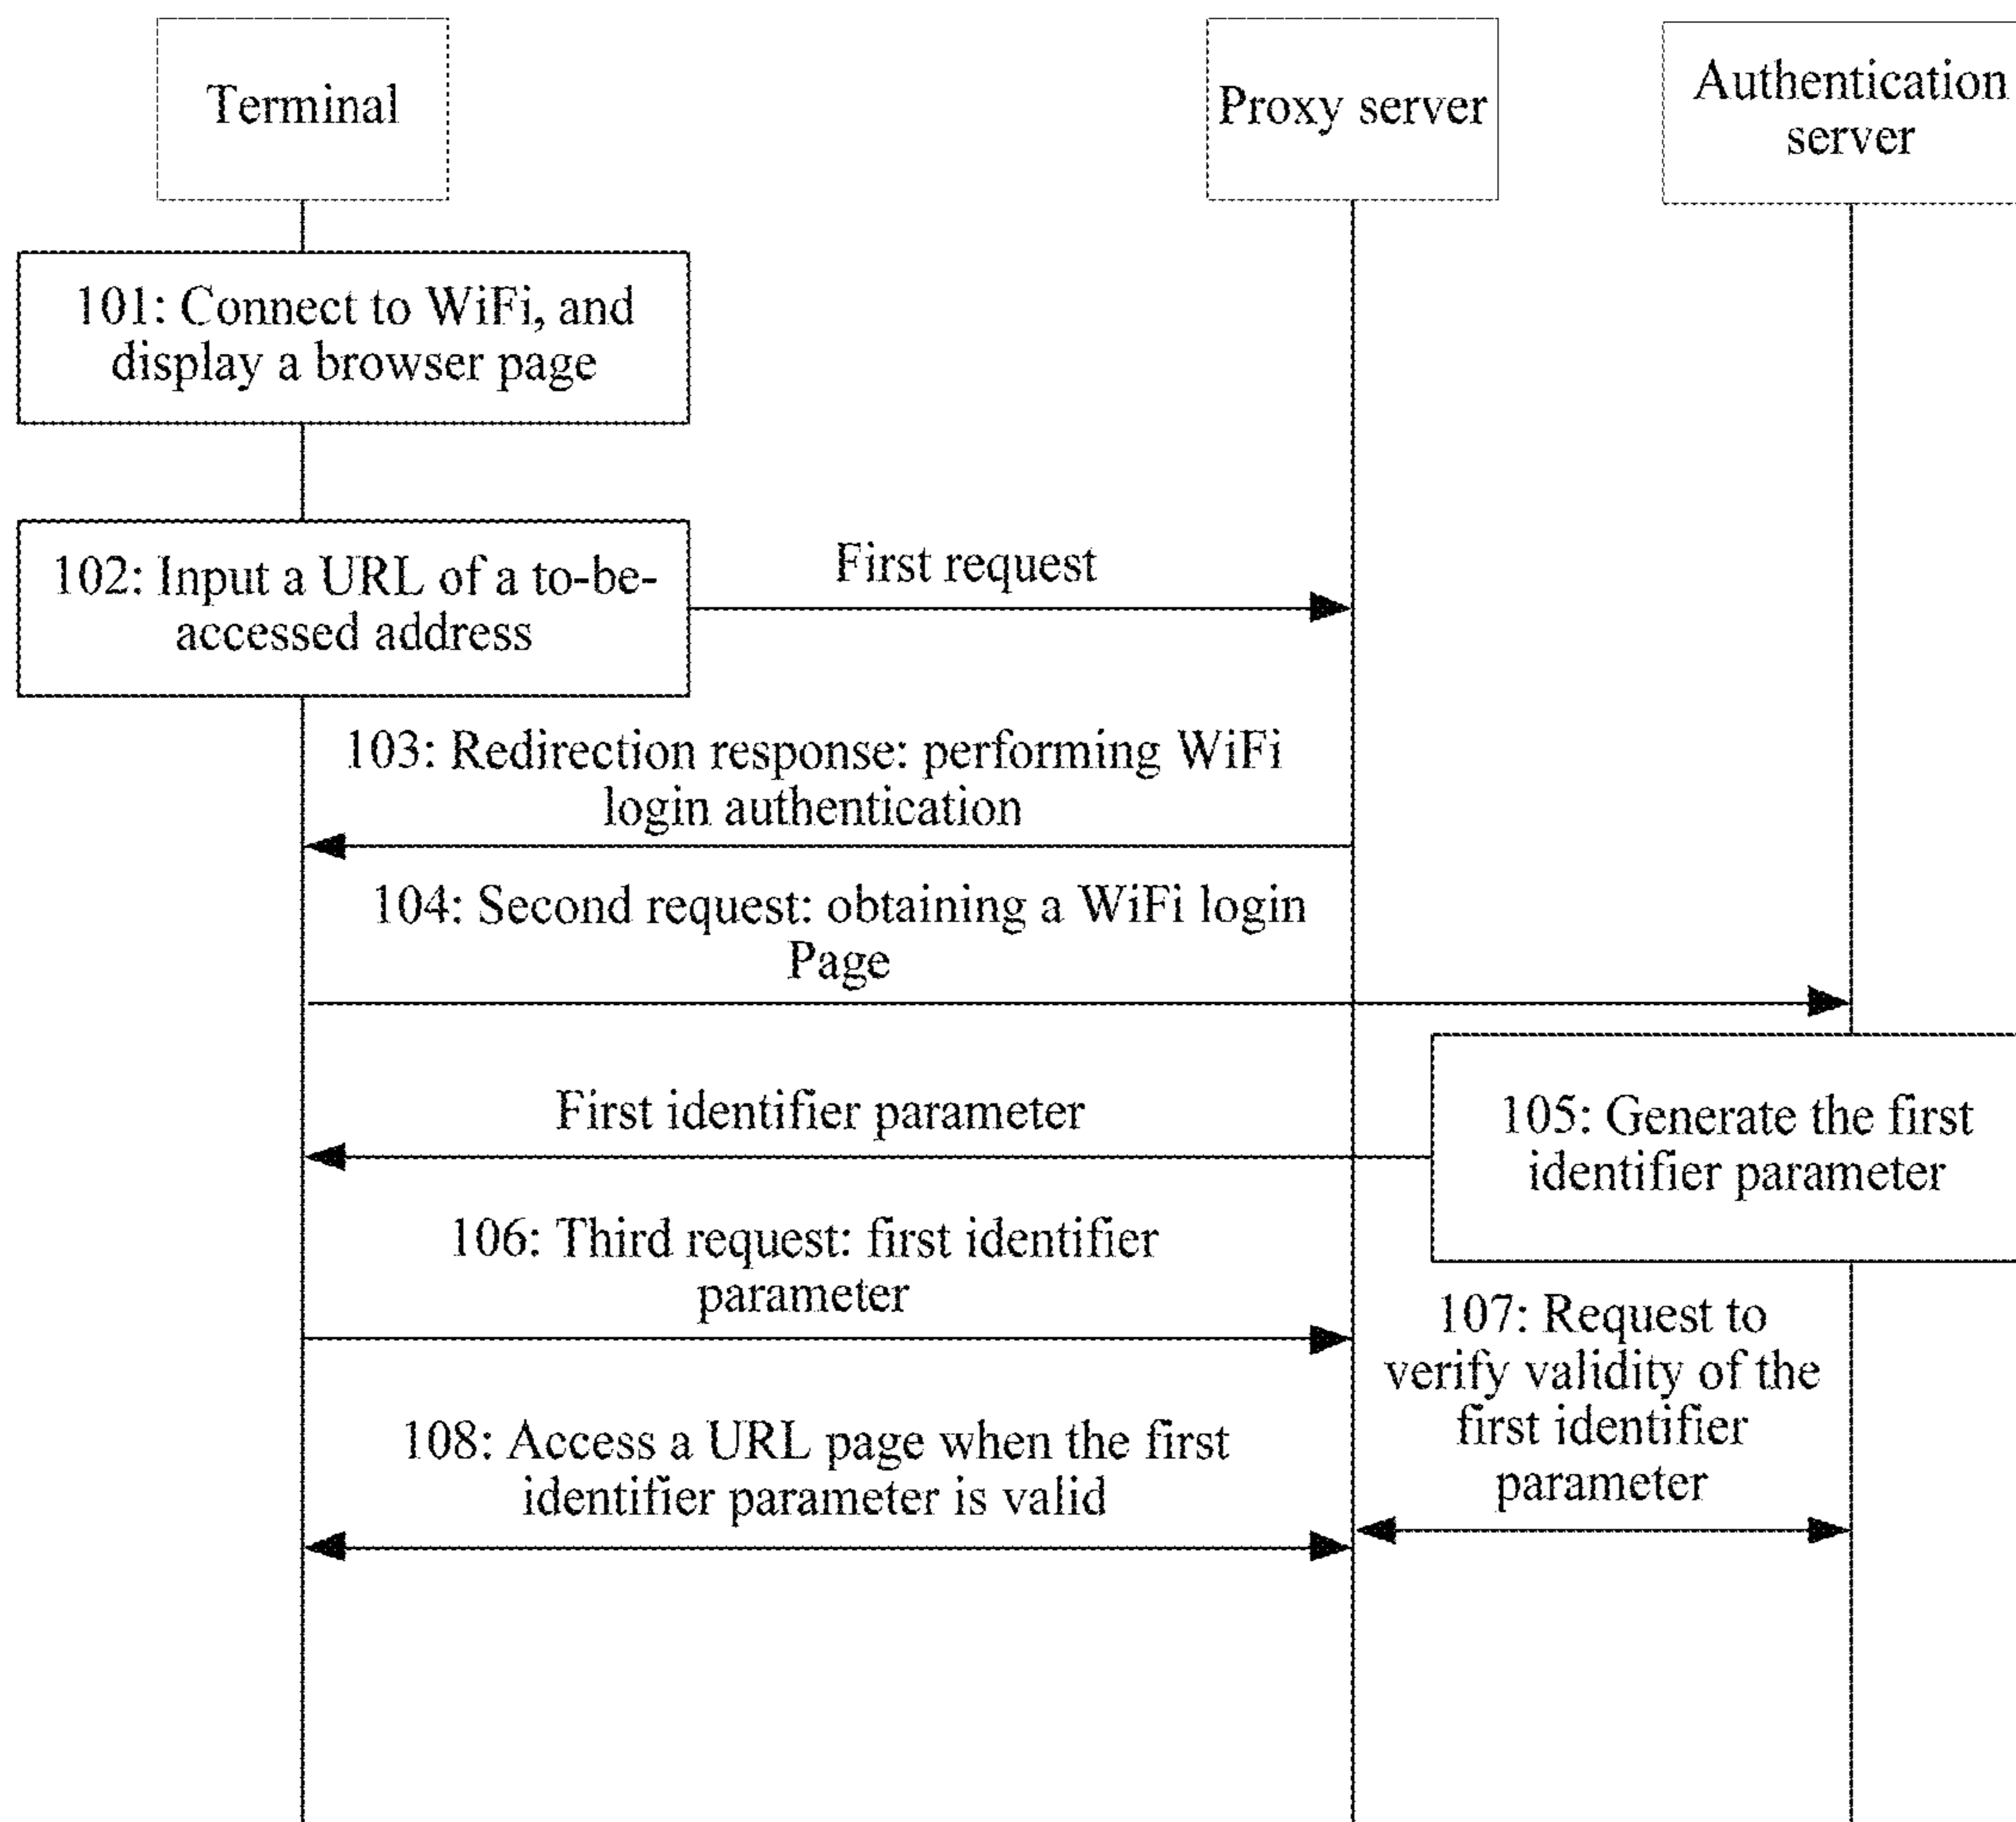 Terminal
Proxy server
Authentication
server
101: Connect to WiFi, and
display a browser page
102: Input a URL of a to-be-
accessed address
First request
103: Redirection response: performing WiFi
login authentication
104: Second request: obtaining a WiFi login
Page
First identifier parameter
105: Generate the first
identifier parameter
106: Third request: first identifier
parameter
107: Request to
verify validity of the
first identifier
parameter
108: Access a URL page when the first
identifier parameter is valid